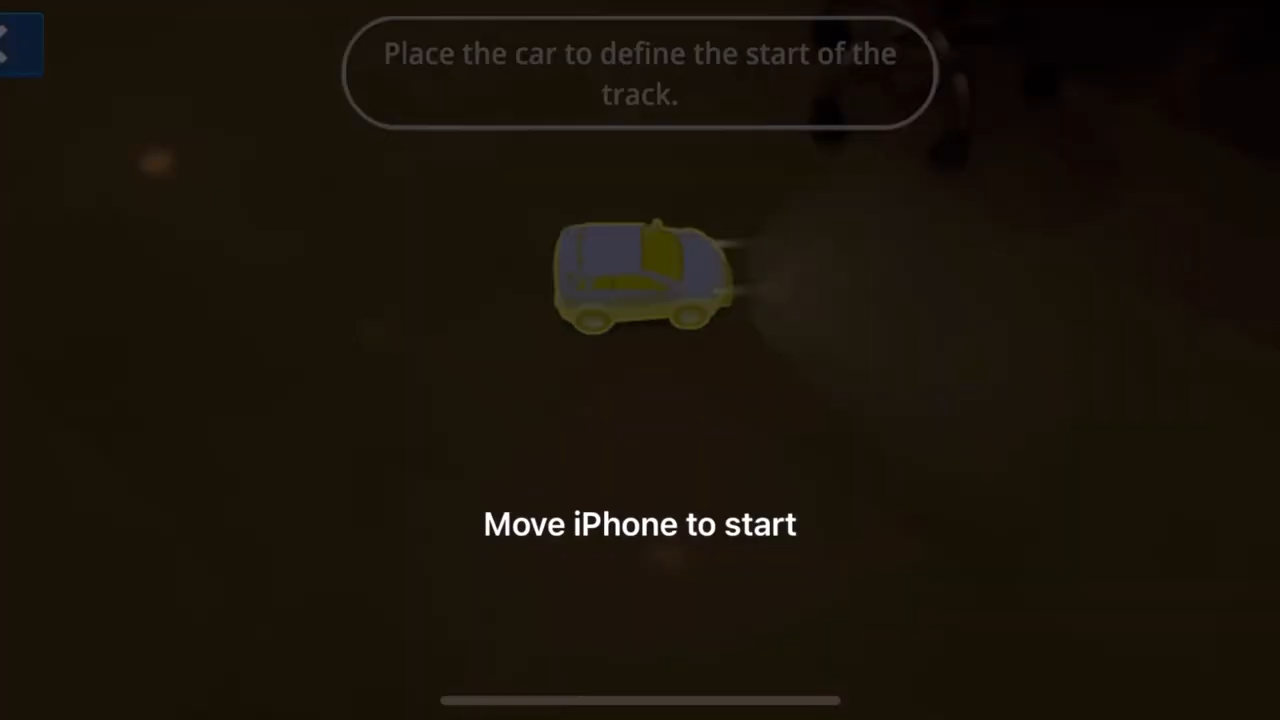 Place the car to define the start of the
track.
Move iPhone to start